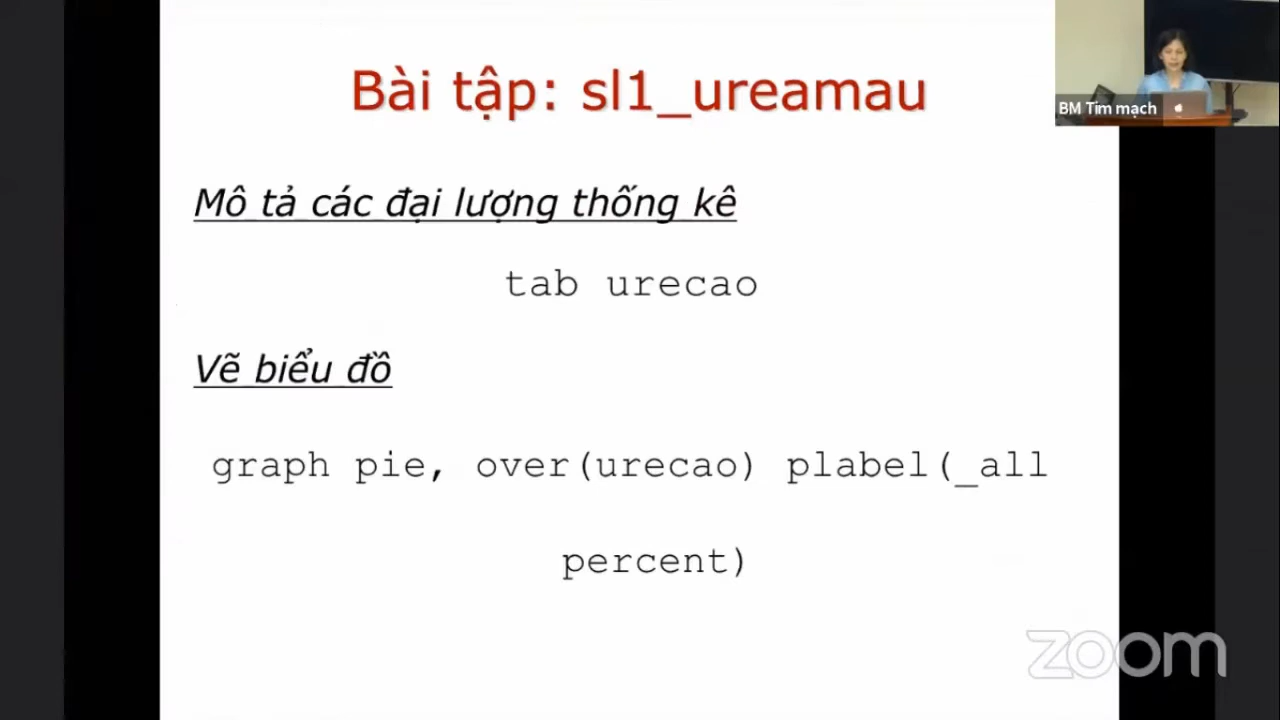 Bài tập: sl1_ureamau
BM Tim mạch
Mô tả các đại lượng thống kê
tab urecao
Vẽ biểu đồ
graph pie, over(urecao) plabel(_all
percent)
zoom